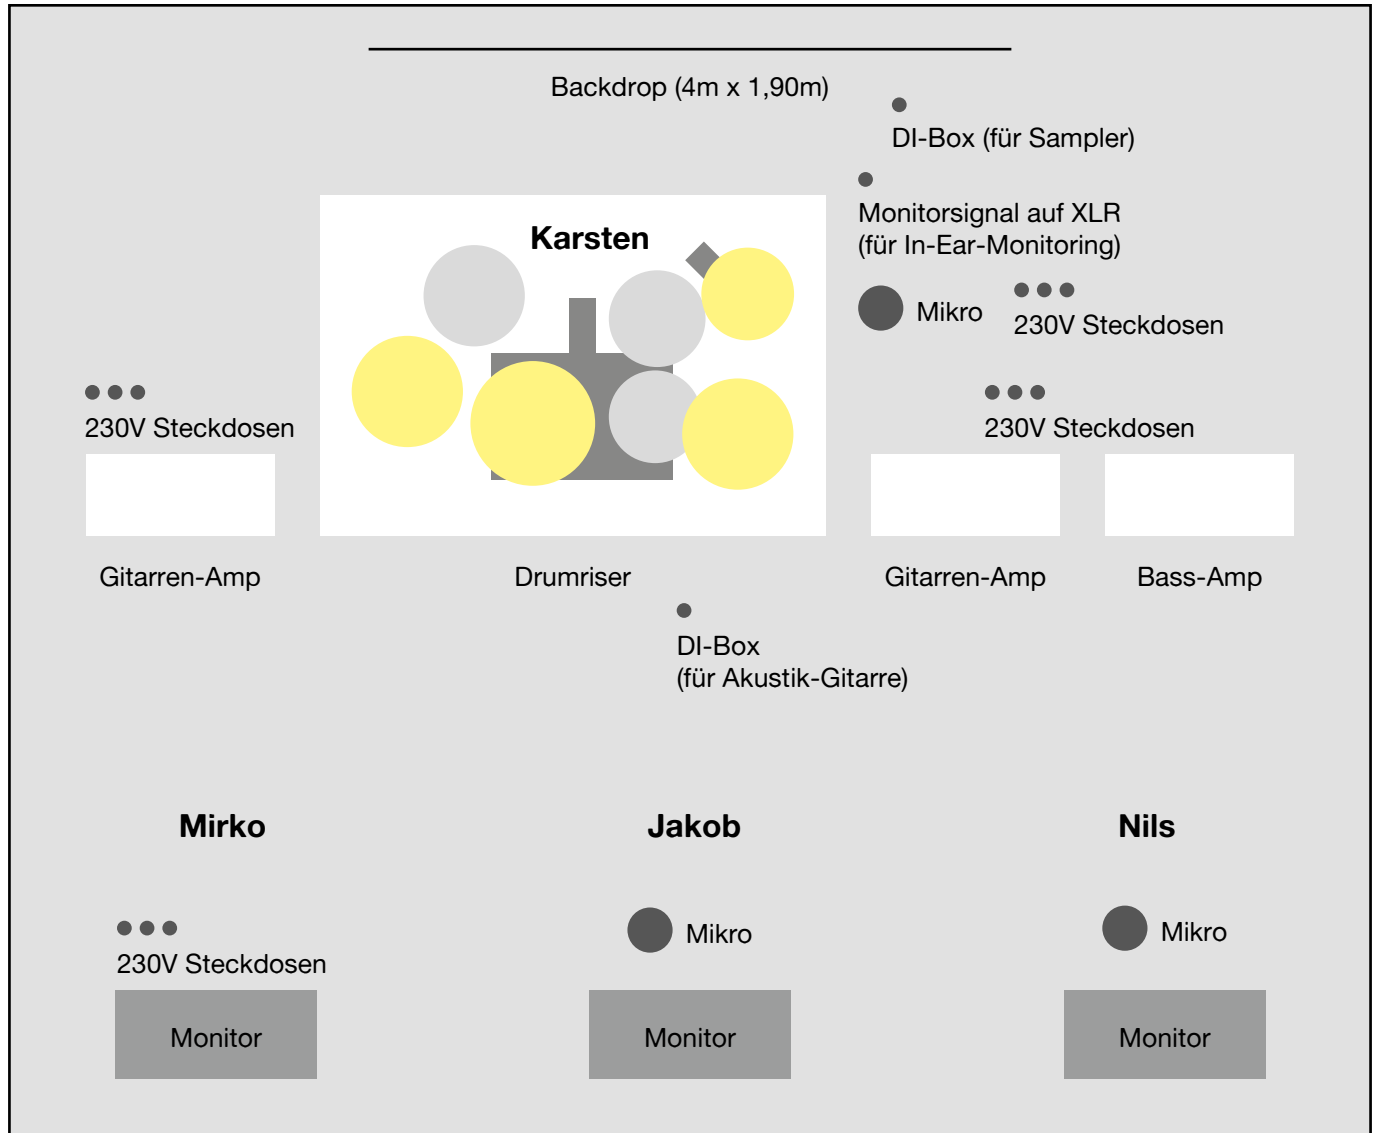 Backdrop (4m x 1,90m)
DI-Box (für Sampler)
Monitorsignal auf XLR
(für In-Ear-Monitoring)
Karsten
Mikro
230V Steckdosen
230V Steckdosen
230V Steckdosen
Gitarren-Amp
Drumriser
Gitarren-Amp
Bass-Amp
DI-Box
(für Akustik-Gitarre)
Mirko
Jakob
Nils
Mikro
Mikro
230V Steckdosen
Monitor
Monitor
Monitor